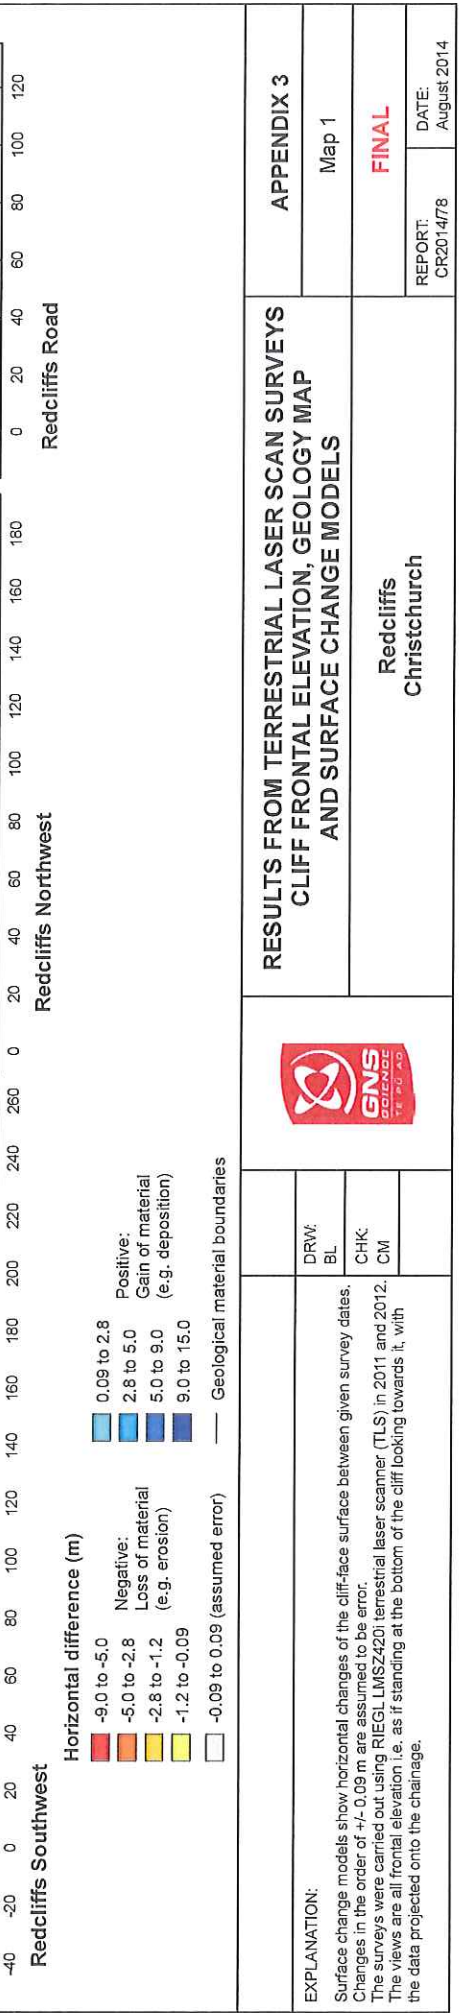 -40 -20 0 20 40 60 80 100 120 140 160 180 200 220 240 260 0 20 40 60 80 100 120 140 160 180 0 20 40 60 80 100 120
Redcliffs Southwest
Redcliffs Northwest
Redcliffs Road
Horizontal difference (m)
-9.0 to -5.0
-5.0 to -2.8
-2.8 to -1.2
-1.2 to -0.09
Negative:
Loss of material
(e.g. erosion)
-0.09 to 0.09 (assumed error)
0.09 to 2.8
2.8 to 5.0
5.0 to 9.0
9.0 to 15.0
Positive:
Gain of material
(e.g. deposition)
Geological material boundaries
EXPLANATION:
Surface change models show horizontal changes of the cliff-face surface between given survey dates.
Changes in the order of +/- 0.09 m are assumed to be error.
The surveys were carried out using RIEGL LMSZ420i terrestrial laser scanner (TLS) in 2011 and 2012.
The views are all frontal elevation i.e. as if standing at the bottom of the cliff looking towards it, with
the data projected onto the chainage.
DRW:
BL
CHK:
CM
GNS
SCIENCE
TE PŪ AO
RESULTS FROM TERRESTRIAL LASER SCAN SURVEYS
CLIFF FRONTAL ELEVATION, GEOLOGY MAP
AND SURFACE CHANGE MODELS
Redcliffs
Christchurch
APPENDIX 3
Map 1
FINAL
REPORT:
CR2014/78
DATE:
August 2014